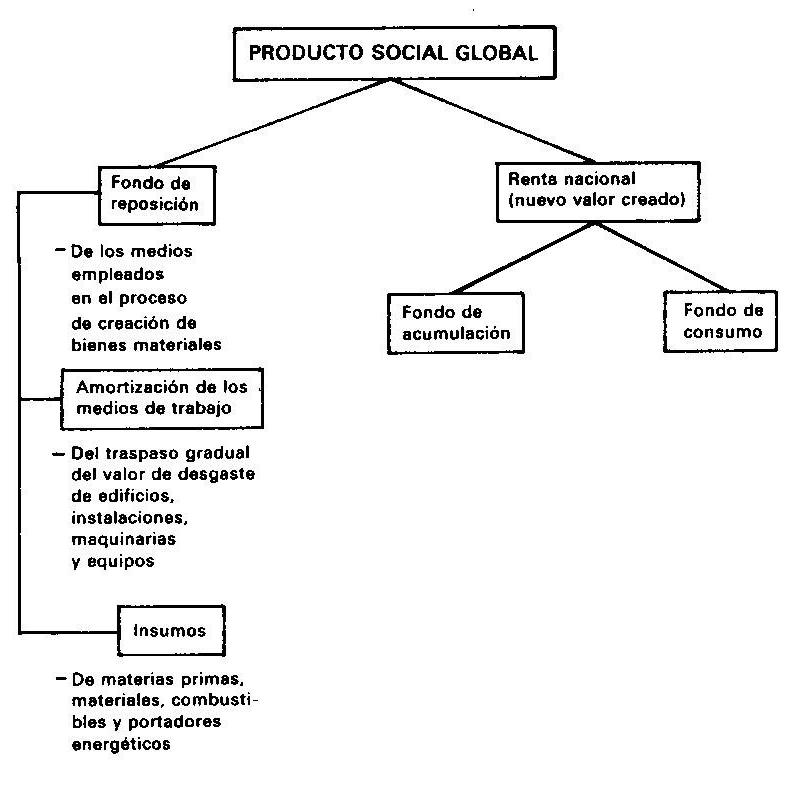 PRODUCTO SOCIAL GLOBAL
Fondo de
reposición
− De los medios
empleados
en el proceso
de creación de
bienes materiales
Amortización de los
medios de trabajo
− Del traspaso gradual
del valor de desgaste
de edificios,
instalaciones,
maquinarias
y equipos
Insumos
− De materias primas,
materiales, combusti-
bles y portadores
energéticos
Renta nacional
(nuevo valor creado)
Fondo de
acumulación
Fondo de
consumo